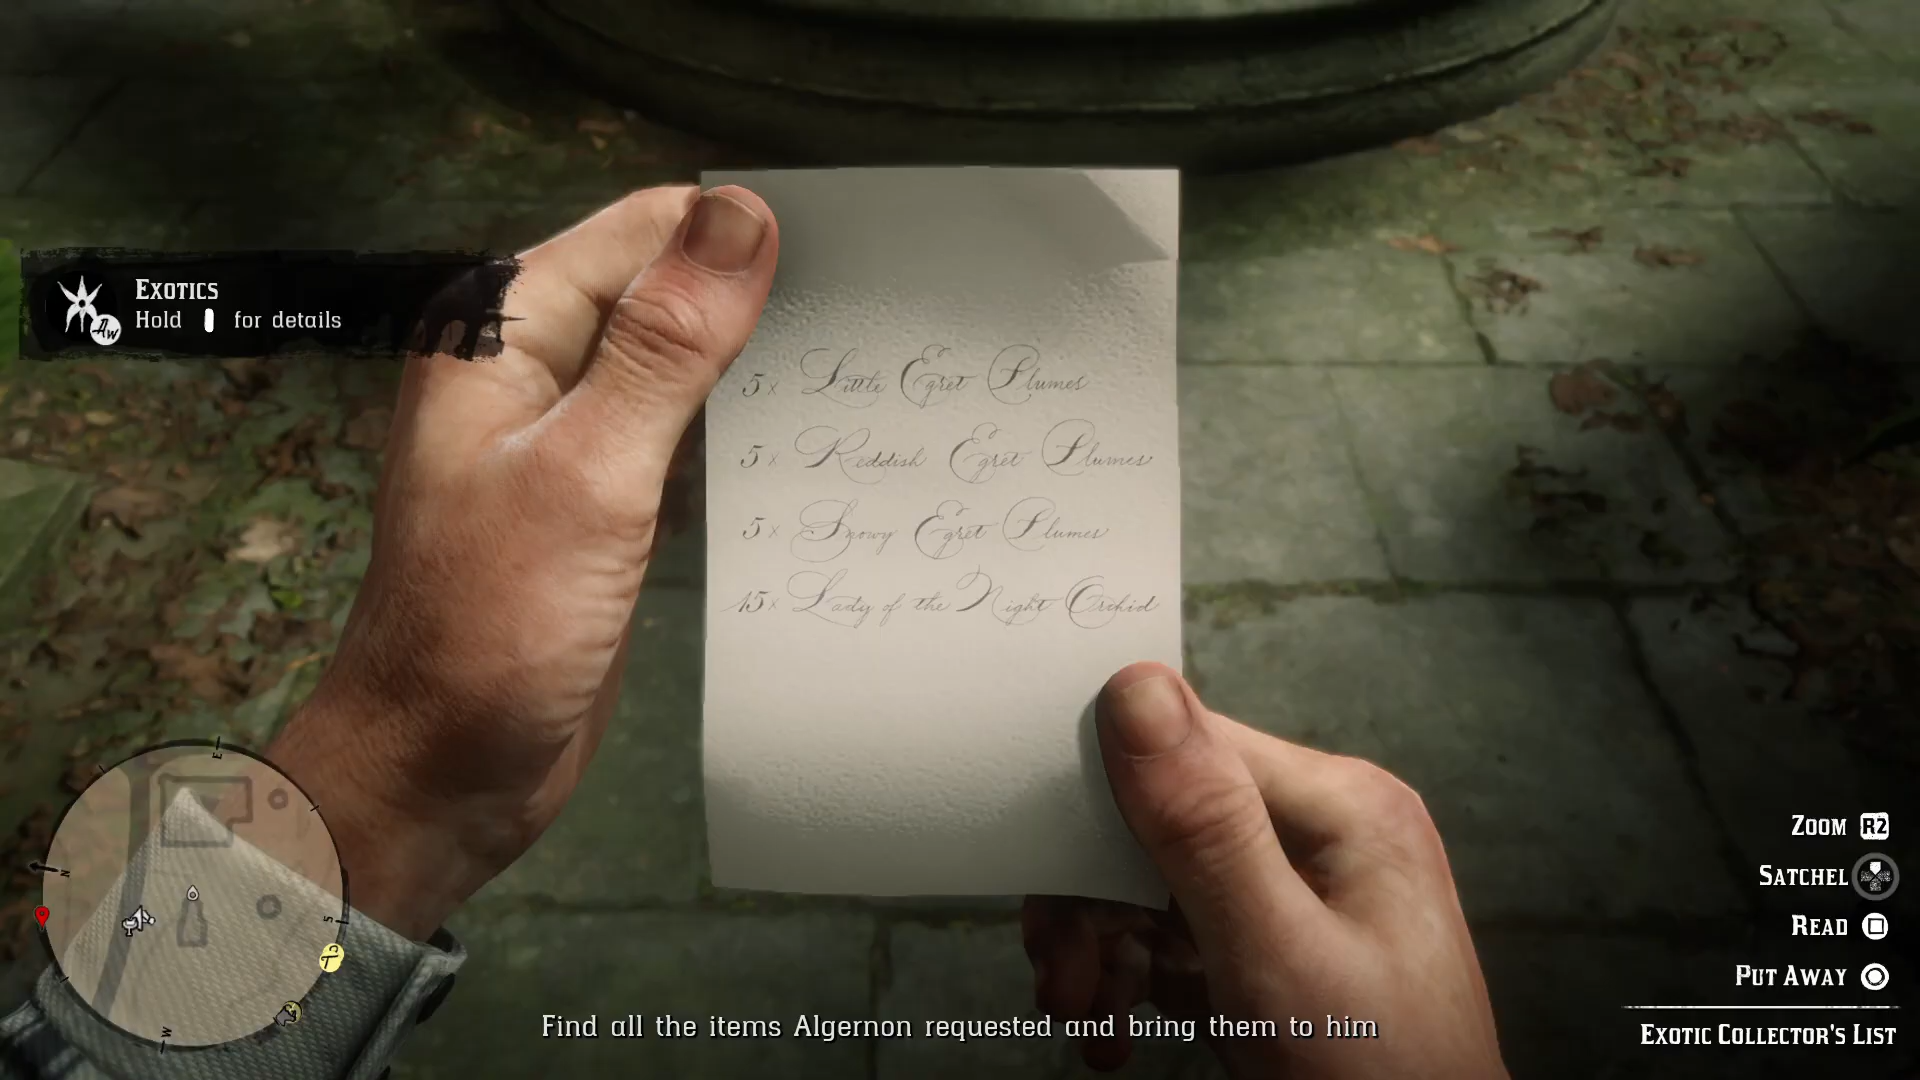 EXOTICS
Hold for details
5x Little Egret Plumes
5x Reddish Egret Plumes
5x Snowy Egret Plumes
15x Lady of the Night Orchid
E
N
S
W
AW
ZOOM R2
SATCHEL
READ
PUT AWAY
Find all the items Algernon requested and bring them to him
EXOTIC COLLECTOR'S LIST